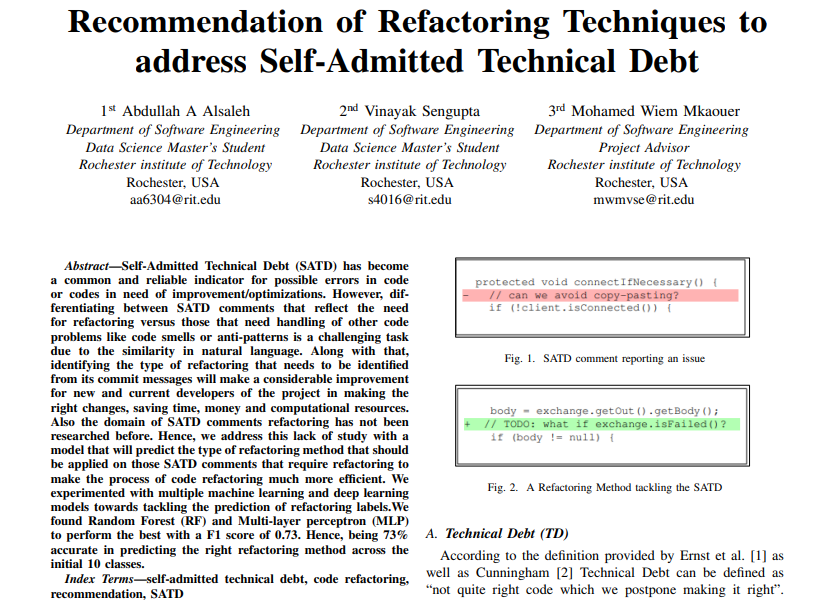 Recommendation of Refactoring Techniques to
address Self-Admitted Technical Debt
1st Abdullah A Alsaleh
Department of Software Engineering
Data Science Master's Student
Rochester institute of Technology
Rochester, USA
aa6304@rit.edu
2nd Vinayak Sengupta
Department of Software Engineering
Data Science Master's Student
Rochester institute of Technology
Rochester, USA
s4016@rit.edu
3rd Mohamed Wiem Mkaouer
Department of Software Engineering
Project Advisor
Rochester institute of Technology
Rochester, USA
mwmvse@rit.edu
Abstract—Self-Admitted Technical Debt (SATD) has become
a common and reliable indicator for possible errors in code
or codes in need of improvement/optimizations. However, dif-
ferentiating between SATD comments that reflect the need
for refactoring versus those that need handling of other code
problems like code smells or anti-patterns is a challenging task
due to the similarity in natural language. Along with that,
identifying the type of refactoring that needs to be identified
from its commit messages will make a considerable improvement
for new and current developers of the project in making the
right changes, saving time, money and computational resources.
Also the domain of SATD comments refactoring has not been
researched before. Hence, we address this lack of study with a
model that will predict the type of refactoring method that should
be applied on those SATD comments that require refactoring to
make the process of code refactoring much more efficient. We
experimented with multiple machine learning and deep learning
models towards tackling the prediction of refactoring labels.We
found Random Forest (RF) and Multi-layer perceptron (MLP)
to perform the best with a F1 score of 0.73. Hence, being 73%
accurate in predicting the right refactoring method across the
initial 10 classes.
Index Terms—self-admitted technical debt, code refactoring,
recommendation, SATD
protected void connectIfNecessary() {
- // can we avoid copy-pasting?
if (!client.isConnected()) {
Fig. 1. SATD comment reporting an issue
body = exchange.getOut().getBody();
+ // TODO: what if exchange.isFailed()?
if (body != null) {
Fig. 2. A Refactoring Method tackling the SATD
A. Technical Debt (TD)
According to the definition provided by Ernst et al. [1] as
well as Cunningham [2] Technical Debt can be defined as
“not quite right code which we postpone making it right”.